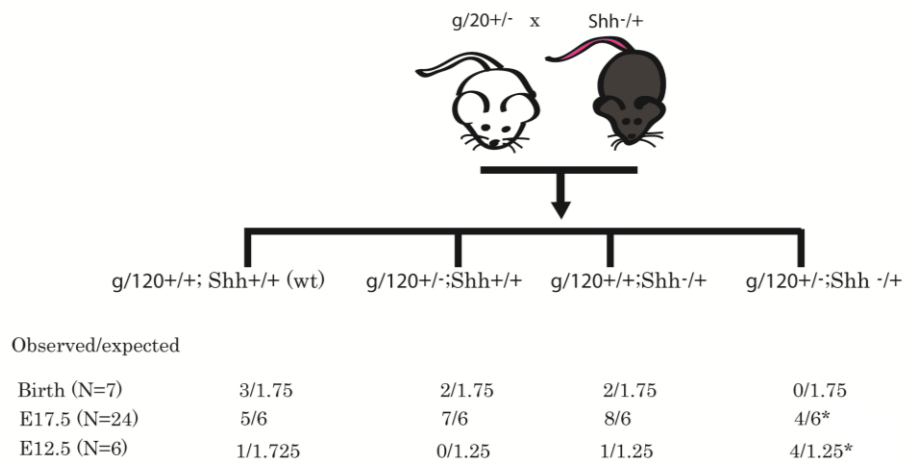 g/20+/- x Shh-/+
g/120+/+; Shh+/+ (wt) g/120+/-;Shh+/+ g/120+/+;Shh-/+ g/120+/-;Shh -/+
Observed/expected
Birth (N=7) 3/1.75 2/1.75 2/1.75 0/1.75
E17.5 (N=24) 5/6 7/6 8/6 4/6*
E12.5 (N=6) 1/1.725 0/1.25 1/1.25 4/1.25*